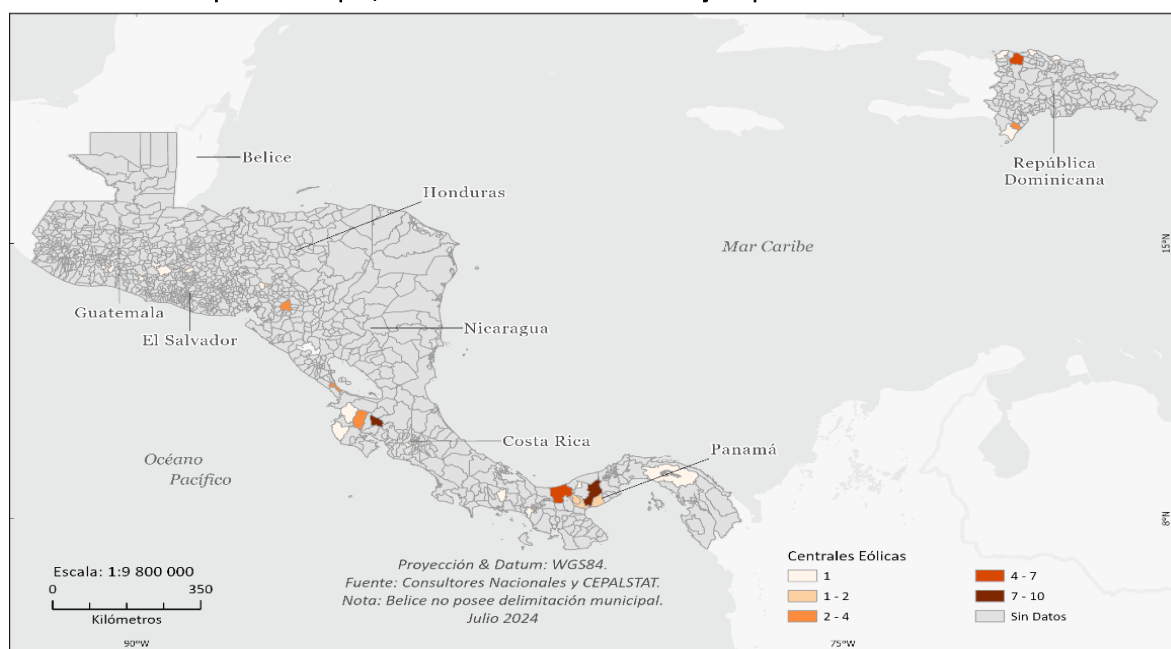 Belice
Honduras
República
Dominicana
Mar Caribe
15°N
Guatemala
El Salvador
Nicaragua
Costa Rica
Panamá
Océano
Pacífico
8°N
Escala: 1:9 800 000
0 350
Kilómetros
Proyección & Datum: WGS84.
Fuente: Consultores Nacionales y CEPALSTAT.
Nota: Belice no posee delimitación municipal.
Julio 2024
Centrales Eólicas
1
1 - 2
2 - 4
4 - 7
7 - 10
Sin Datos
90°W
75°W